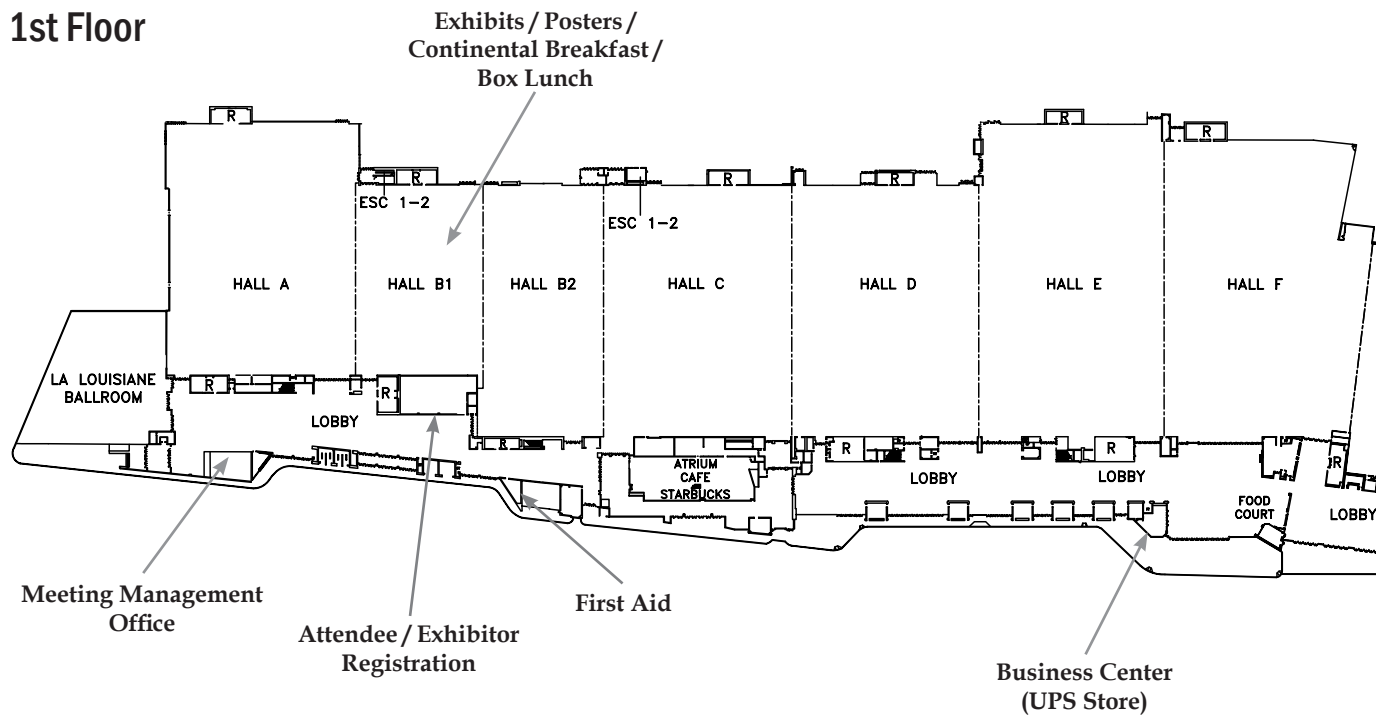 1st Floor
Exhibits / Posters /
Continental Breakfast /
Box Lunch
R
R
R
R
R
R
R
ESC 1-2
ESC 1-2
HALL A
HALL B1
HALL B2
HALL C
HALL D
HALL E
HALL F
LA LOUISIANE
BALLROOM
R
R
LOBBY
R
R
R
R
ATRIUM
CAFE
STARBUCKS
LOBBY
LOBBY
FOOD
COURT
LOBBY
Meeting Management
Office
Attendee / Exhibitor
Registration
First Aid
Business Center
(UPS Store)